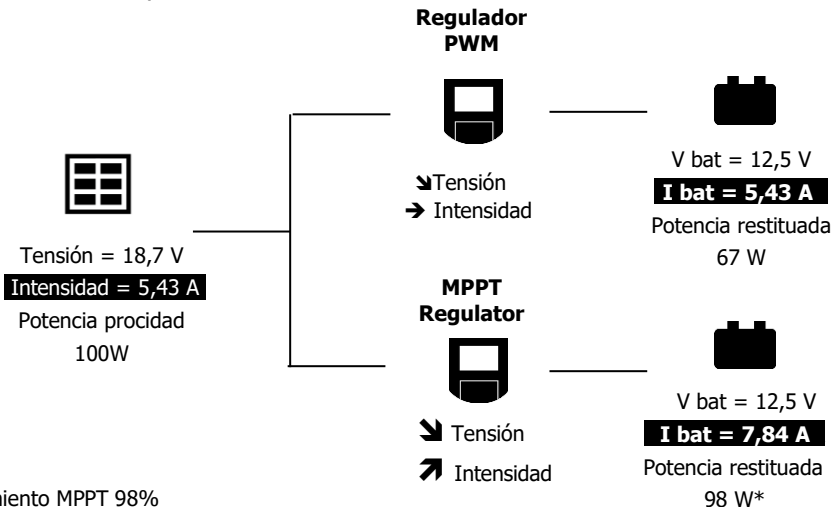 Regulador
PWM
V bat = 12,5 V
I bat = 5,43 A
Potencia restituada
67 W
↘Tensión
→ Intensidad
Tensión = 18,7 V
Intensidad = 5,43 A
Potencia procidad
100W
MPPT
Regulator
V bat = 12,5 V
I bat = 7,84 A
Potencia restituada
98 W*
↘ Tensión
↗ Intensidad
miento MPPT 98%